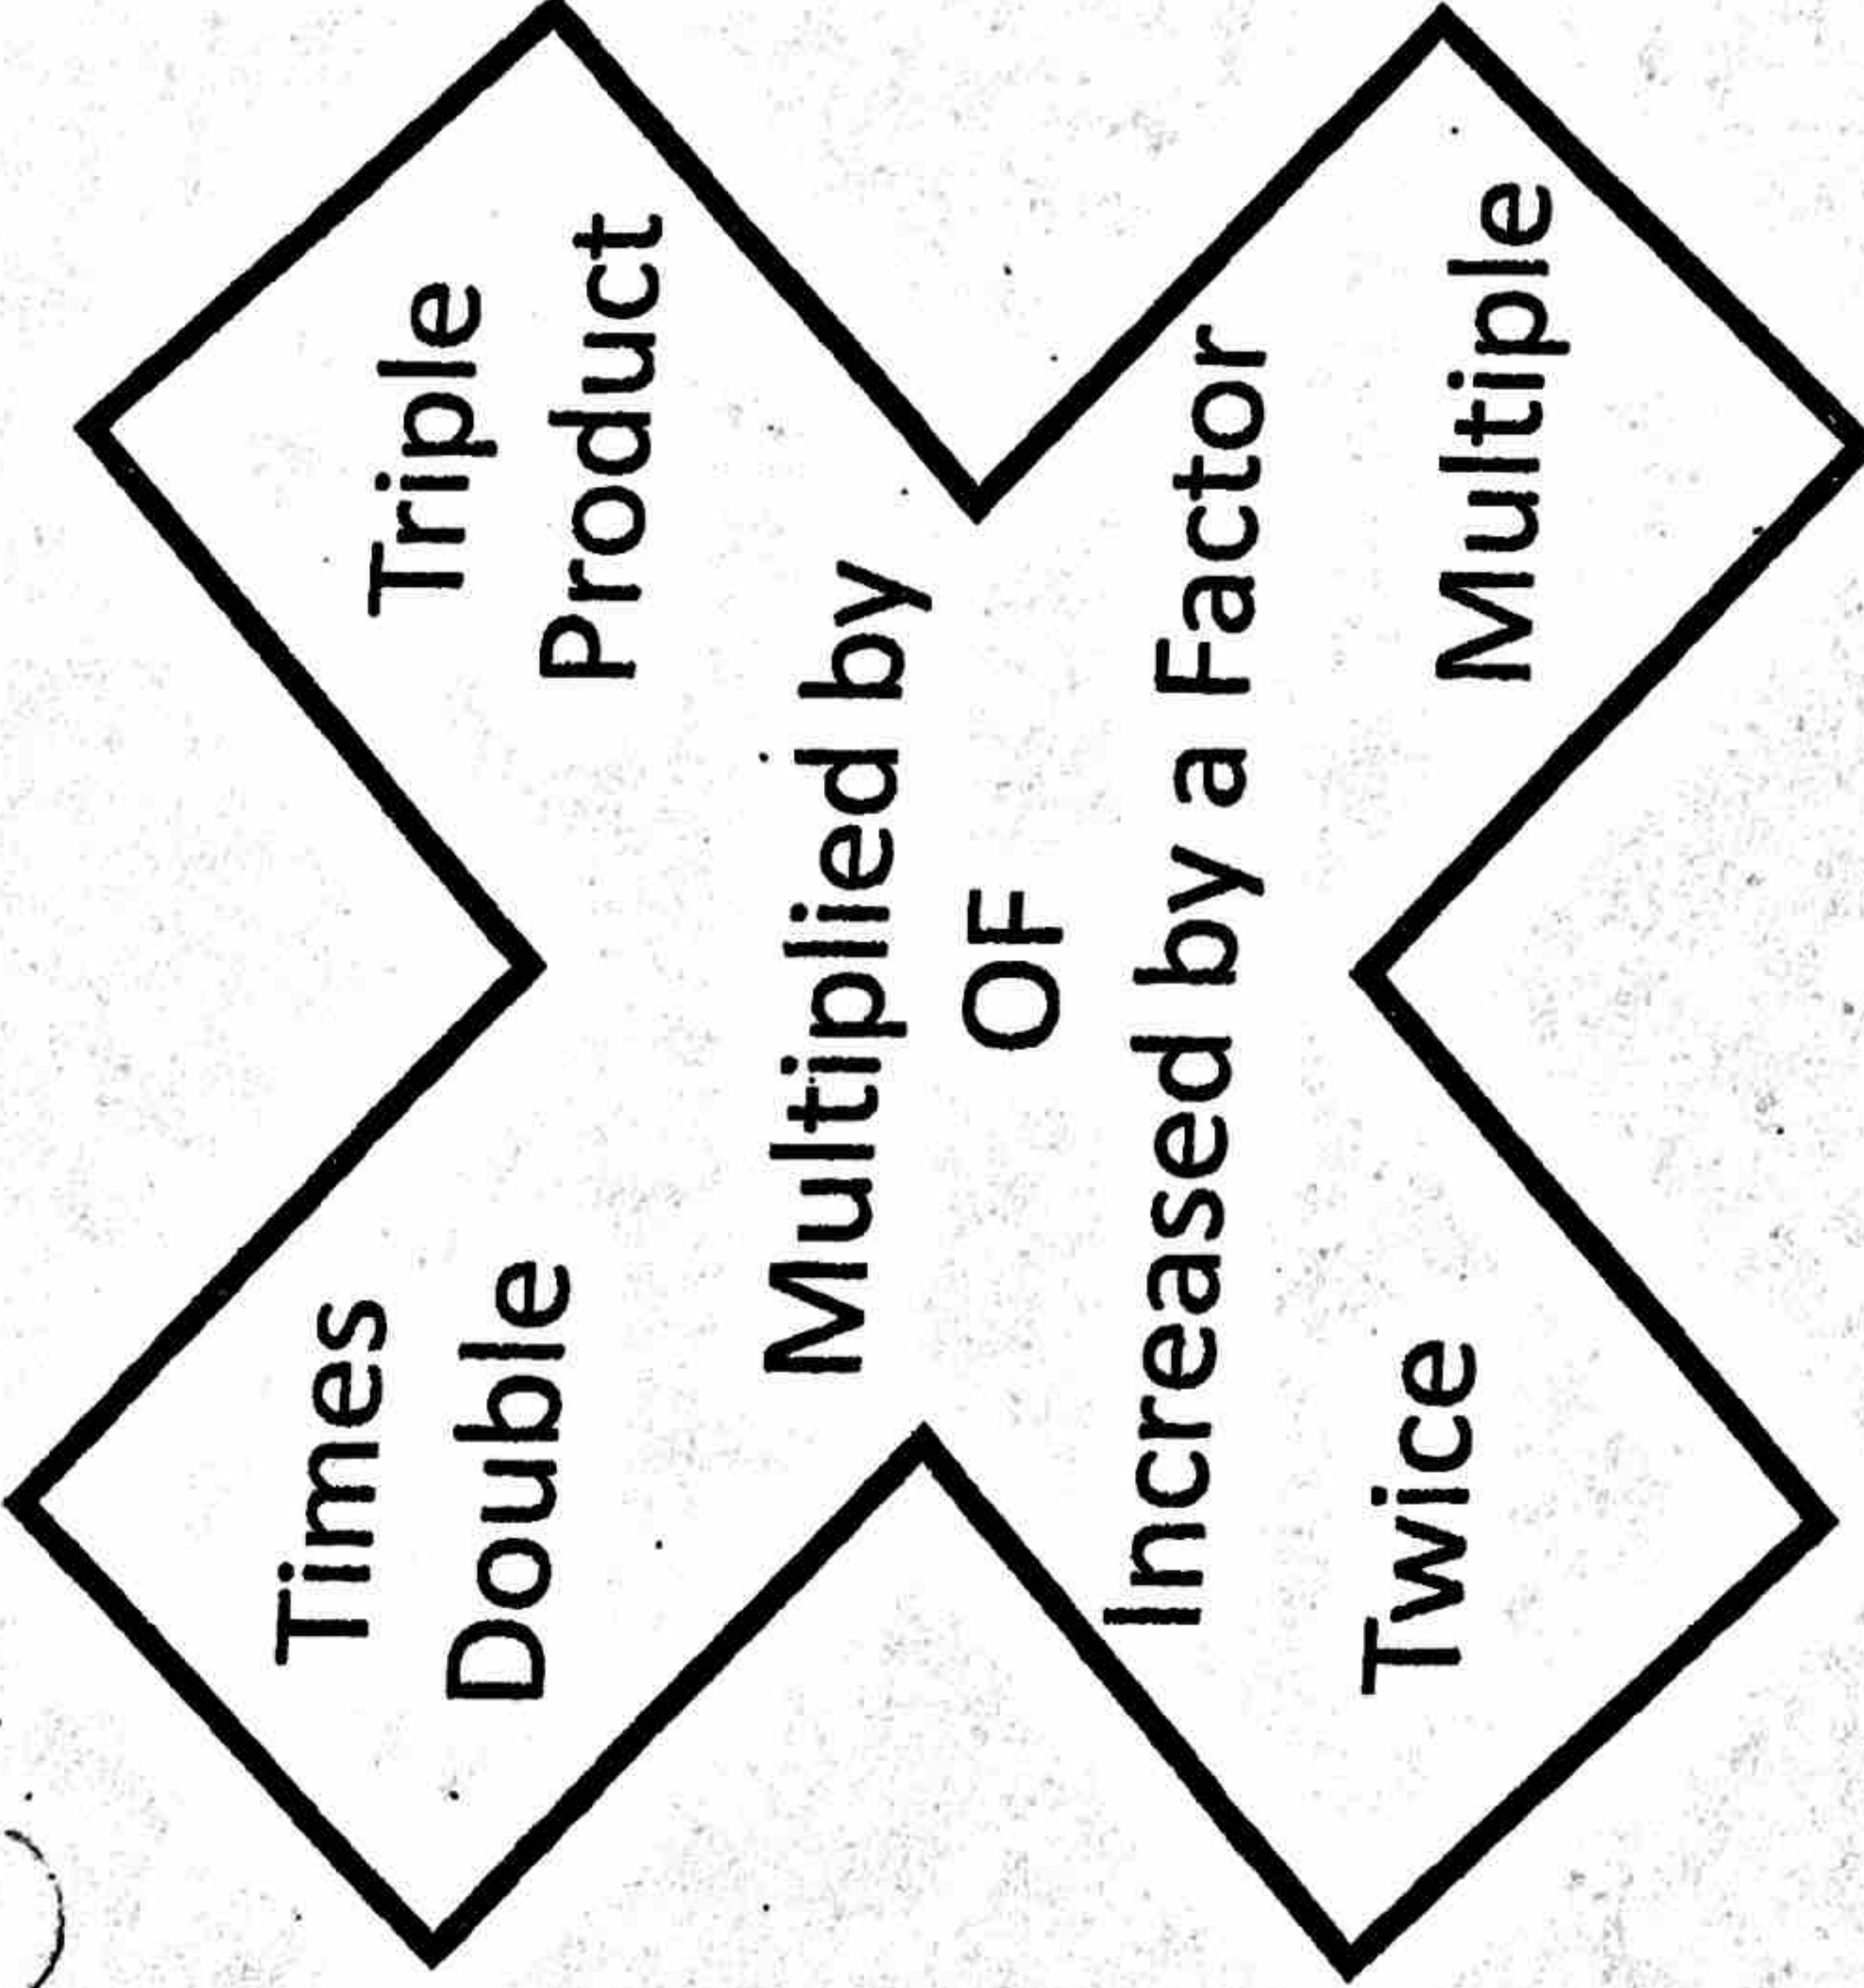 Times
Triple
Double
Product
Multiplied by
OF
Increased by a Factor
Twice
Multiple